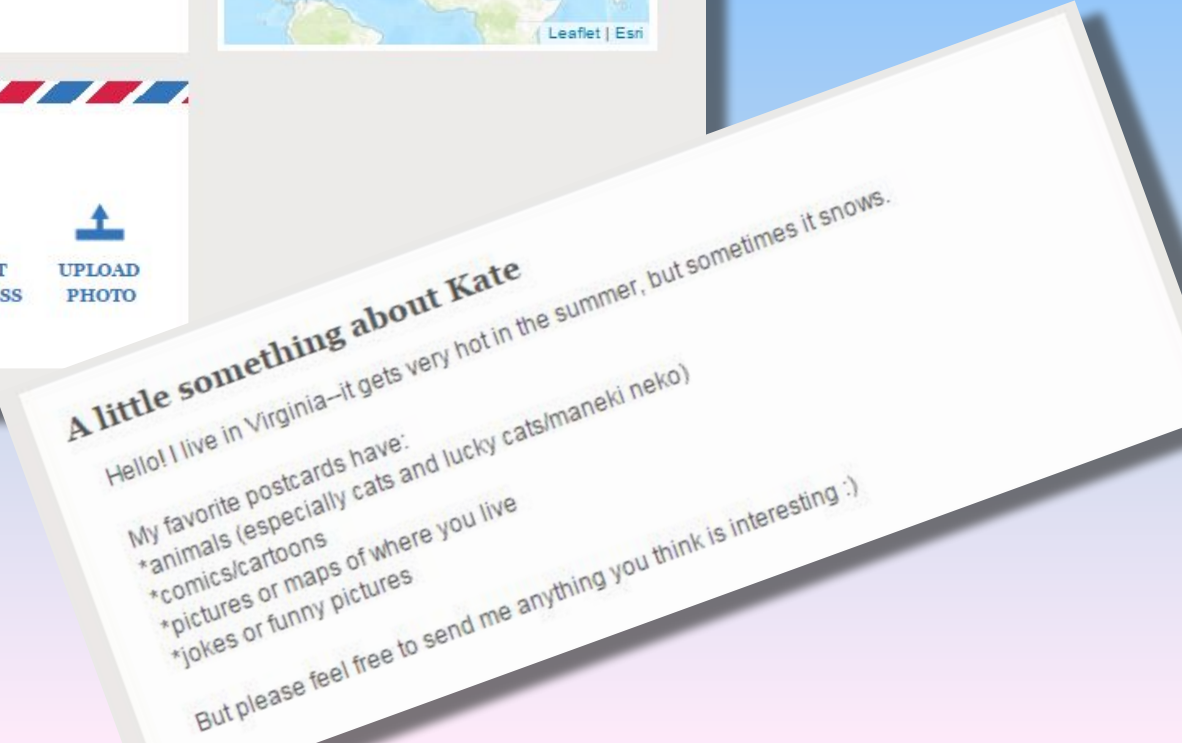 Leaflet | Esri
T
SS
UPLOAD
PHOTO
A little something about Kate
Hello! I live in Virginia--it gets very hot in the summer, but sometimes it snows.
My favorite postcards have:
*animals (especially cats and lucky cats/maneki neko)
*comics/cartoons
*pictures or maps of where you live
*jokes or funny pictures
But please feel free to send me anything you think is interesting :)